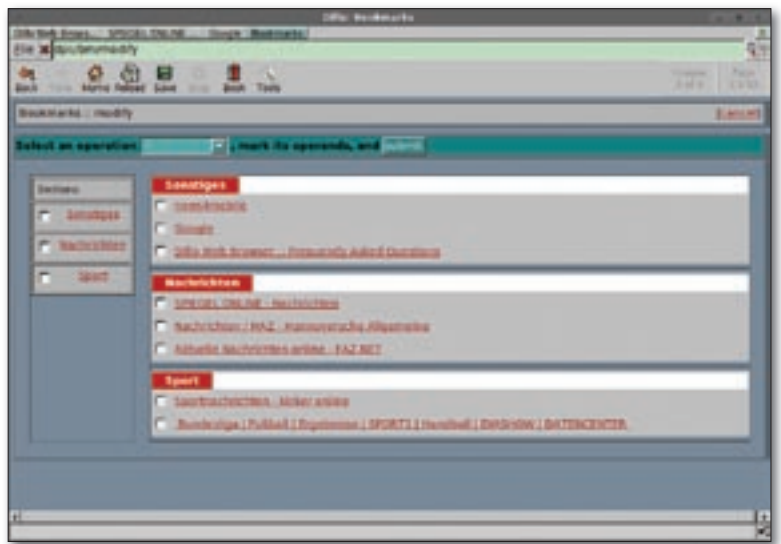 Dillo: Bookmarks
Dillo Web Brows... SPIEGEL ONLINE ... Google Bookmarks
File dpi:/bm/modify
Back Home Reload Save Stop Book Tools
Bookmarks :: modify [cancel]
Select an operation , mark its operands, and submit
Sections:
Sonstiges
Nachrichten
Sport
Sonstiges
Google
Dillo Web Browser :: Frequently Asked Questions
Nachrichten
SPIEGEL ONLINE - Nachrichten
Nachrichten / HAZ - Hannoversche Allgemeine
Aktuelle Nachrichten online - FAZ.NET
Sport
Sportnachrichten - kicker online
Bundesliga | Fußball | Ergebnisse | SPORT1 | Handball | DIASHOW | DATENCENTER